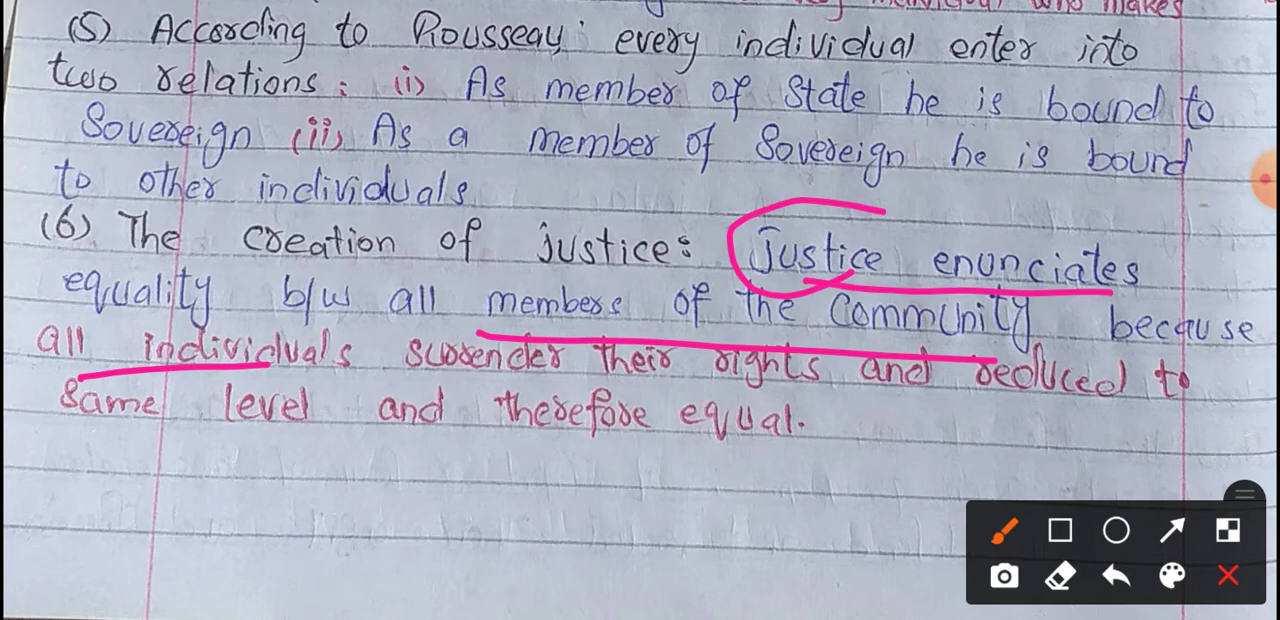 who makes
(5) According to Rousseau; every individual enter into
two relations: (i) As member of State he is bound to
Sovereign (ii) As a member of Sovereign he is bound
to other individuals
(6) The creation of justice: Justice enunciates
equality b/w all members of the Community because
all individuals surrender their rights and reduced to
same level and therefore equal.